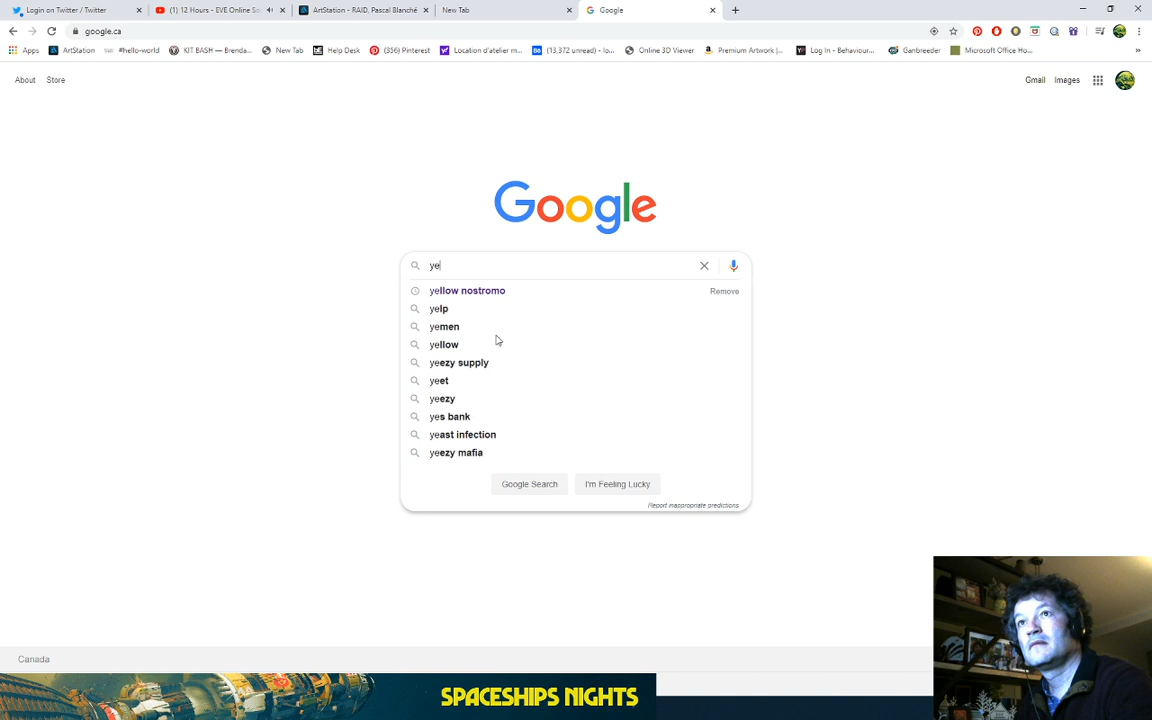 Login on Twitter / Twitter
(1) 12 Hours - EVE Online So
ArtStation - RAID, Pascal Blanché
New Tab
Google
google.ca
Apps
ArtStation
#hello-world
KIT BASH — Brenda...
New Tab
Help Desk
(356) Pinterest
Location d'atelier m...
(13,372 unread) - lo...
Online 3D Viewer
Premium Artwork |...
Log In - Behaviour...
Ganbreeder
Microsoft Office Ho...
About Store
Gmail Images
Google
ye
yellow nostromo Remove
yelp
yemen
yellow
yeezy supply
yeet
yeezy
yes bank
yeast infection
yeezy mafia
Google Search I'm Feeling Lucky
Report inappropriate predictions
Canada
SPACESHIPS NIGHTS